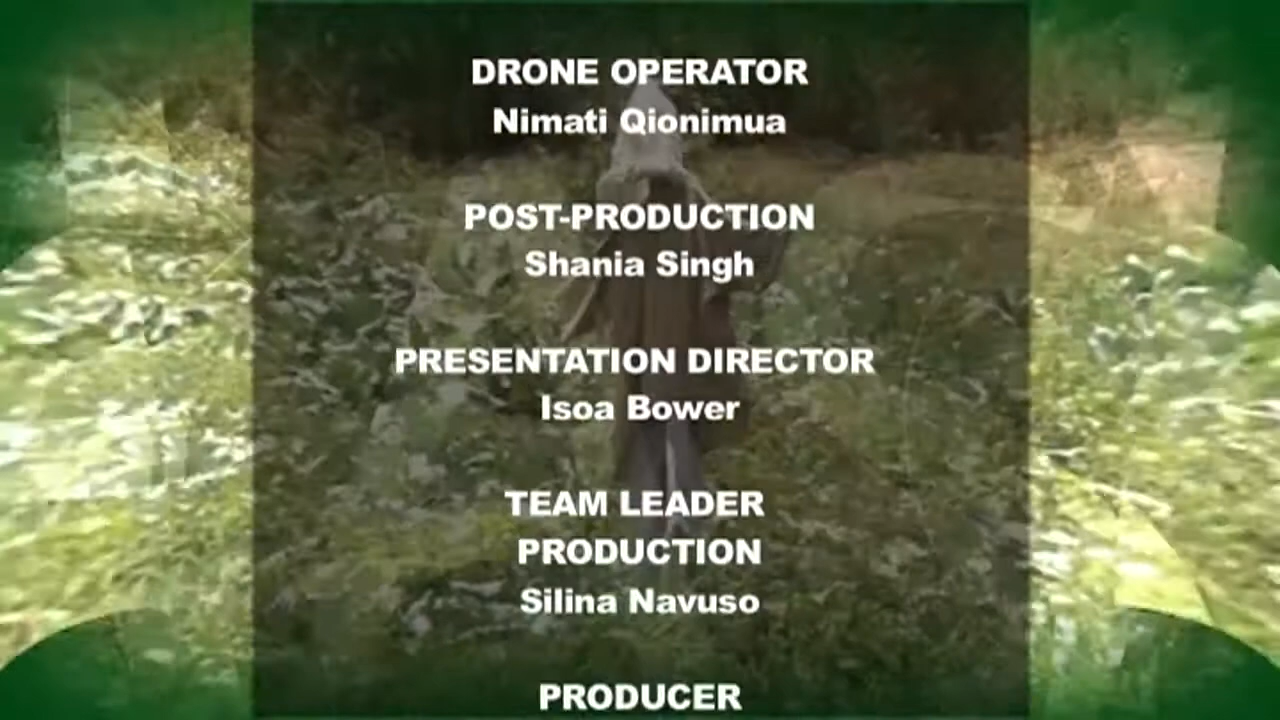 DRONE OPERATOR
Nimati Qionimua
POST-PRODUCTION
Shania Singh
PRESENTATION DIRECTOR
Isoa Bower
TEAM LEADER
PRODUCTION
Silina Navuso
PRODUCER